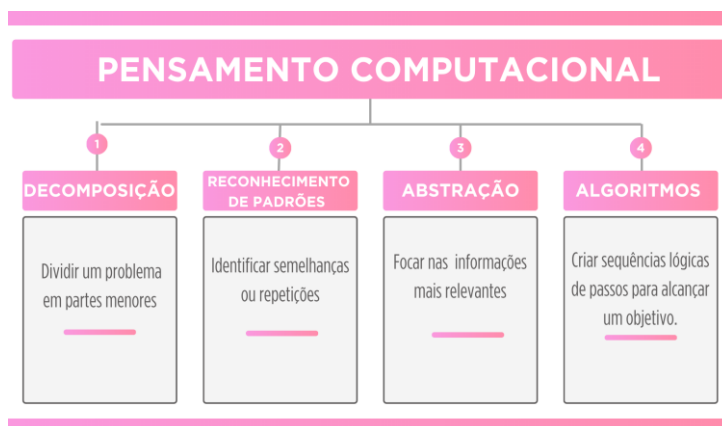 PENSAMENTO COMPUTACIONAL
1
DECOMPOSIÇÃO
Dividir um problema
em partes menores
2
RECONHECIMENTO
DE PADRÕES
Identificar semelhanças
ou repetições
3
ABSTRAÇÃO
Focar nas informações
mais relevantes
4
ALGORITMOS
Criar sequências lógicas
de passos para alcançar
um objetivo.